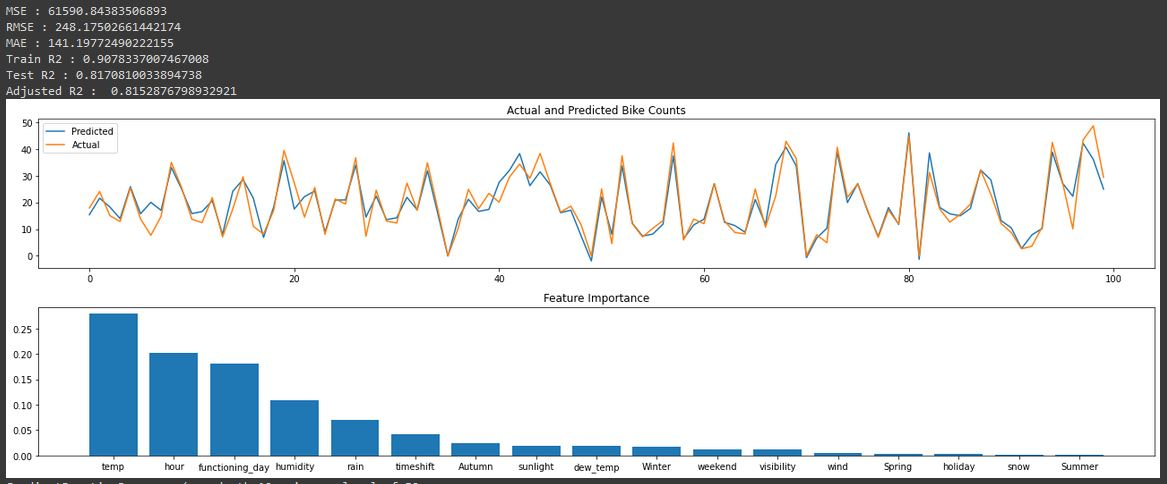 MSE : 61590.84383506893
RMSE : 248.17502661442174
MAE : 141.19772490222155
Train R2 : 0.9078337007467008
Test R2 : 0.8170810033894738
Adjusted R2 :  0.8152876798932921
Actual and Predicted Bike Counts
Predicted
Actual
50
40
30
20
10
0
0 20 40 60 80 100
Feature Importance
0.25
0.20
0.15
0.10
0.05
0.00
temp hour functioning_day humidity rain timeshift Autumn sunlight dew_temp Winter weekend visibility wind Spring holiday snow Summer